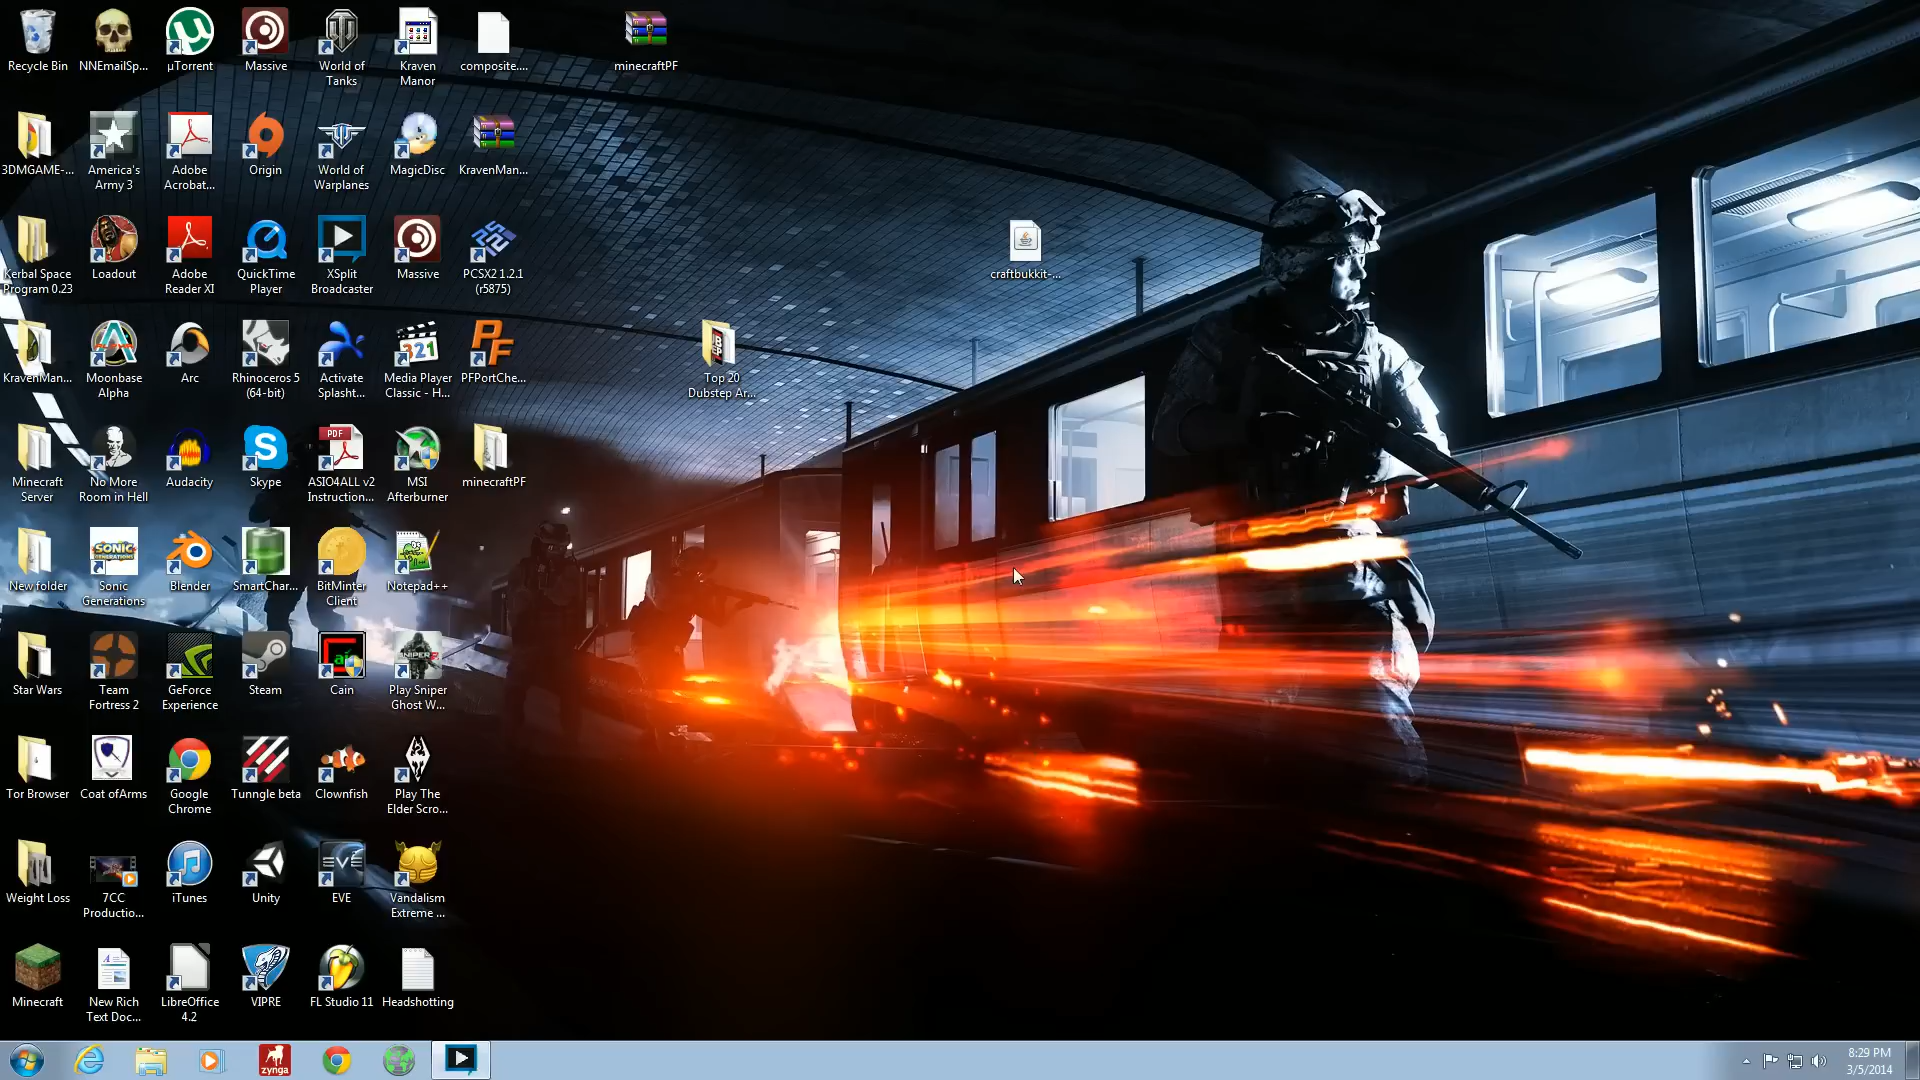 Recycle Bin
NNEmailSp...
µTorrent
Massive
World of
Tanks
Kraven
Manor
composite....
minecraftPF
3DMGAME-...
America's
Army 3
Adobe
Acrobat...
Origin
World of
Warplanes
MagicDisc
KravenMan...
Kerbal Space
Program 0.23
Loadout
Adobe
Reader XI
QuickTime
Player
XSplit
Broadcaster
Massive
PCSX2 1.2.1
(r5875)
craftbukkit-...
KravenMan...
Moonbase
Alpha
Arc
Rhinoceros 5
(64-bit)
Activate
Splasht...
321
Media Player
Classic - H...
PF
PFPortChe...
Top 20
Dubstep Ar...
Minecraft
Server
No More
Room in Hell
Audacity
S
Skype
PDF
ASIO4ALL v2
Instruction...
MSI
Afterburner
minecraftPF
New folder
SONIC
GENERATIONS
Sonic
Generations
Blender
SmartChar...
BitMinter
Client
Notepad++
Star Wars
Team
Fortress 2
GeForce
Experience
Steam
Cain
Play Sniper
Ghost W...
Tor Browser
Coat ofArms
Google
Chrome
Tunngle beta
Clownfish
Play The
Elder Scro...
Weight Loss
7CC
Productio...
iTunes
Unity
EVE
EVE
Vandalism
Extreme ...
Minecraft
New Rich
Text Doc...
LibreOffice
4.2
VIPRE
FL Studio 11
Headshotting
zynga
8:29 PM
3/5/2014